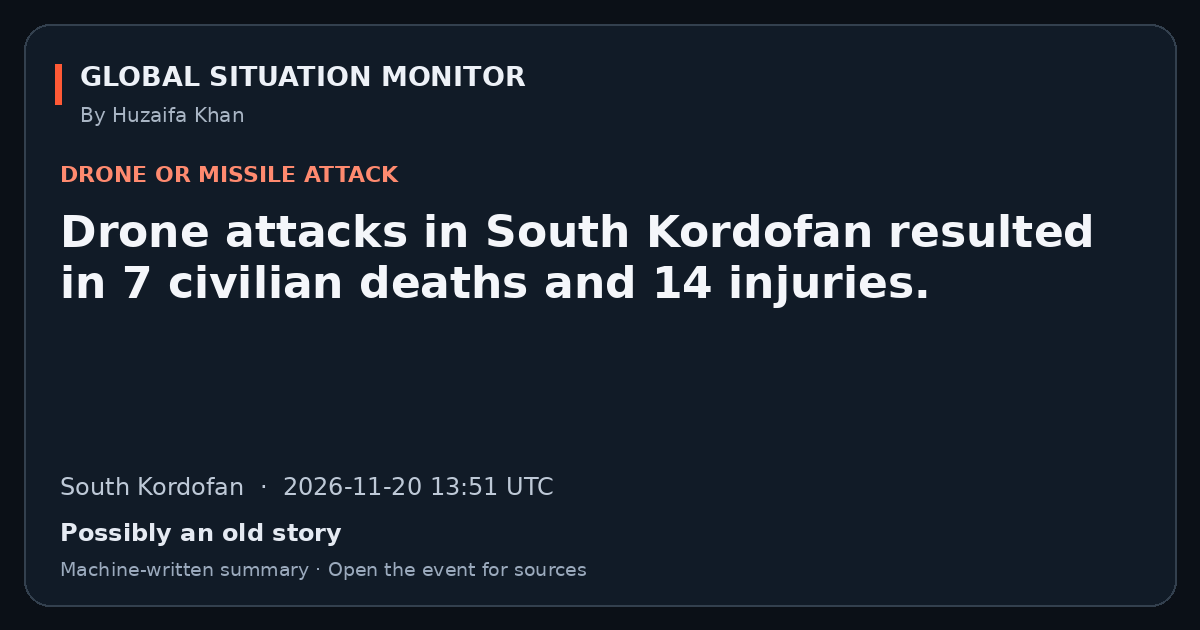 GLOBAL SITUATION MONITOR
By Huzaifa Khan
DRONE OR MISSILE ATTACK
Drone attacks in South Kordofan resulted
in 7 civilian deaths and 14 injuries.
South Kordofan · 2026-11-20 13:51 UTC
Possibly an old story
Machine-written summary · Open the event for sources